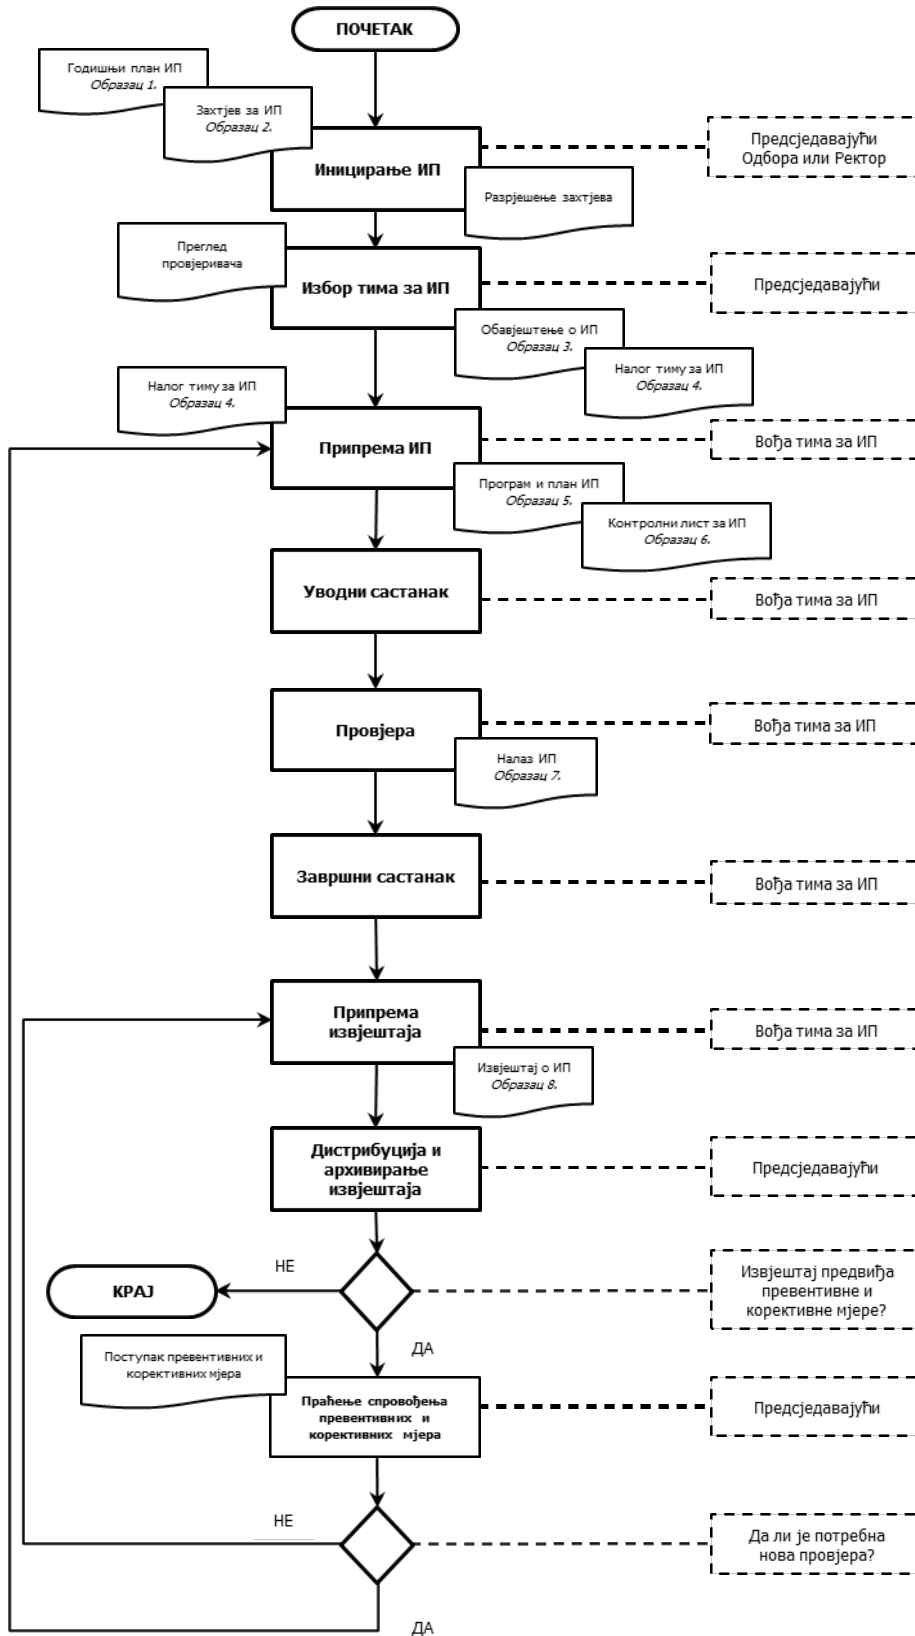 ПОЧЕТАК
Годишњи план ИП
Образац 1.
Захтјев за ИП
Образац 2.
Иницирање ИП
Предсједавајући
Одбора или Ректор
Разрјешење захтјева
Преглед
провјеривача
Избор тима за ИП
Предсједавајући
Обавјештење о ИП
Образац 3.
Налог тиму за ИП
Образац 4.
Налог тиму за ИП
Образац 4.
Припрема ИП
Вођа тима за ИП
Програм и план ИП
Образац 5.
Контролни лист за ИП
Образац 6.
Уводни састанак
Вођа тима за ИП
Провјера
Вођа тима за ИП
Налаз ИП
Образац 7.
Завршни састанак
Вођа тима за ИП
Припрема
извјештаја
Вођа тима за ИП
Извјештај о ИП
Образац 8.
Дистрибуција и
архивирање
извјештаја
Предсједавајући
НЕ
КРАЈ
Извјештај предвиђа
превентивне и
корективне мјере?
ДА
Поступак превентивних и
корективних мјера
Праћење спровођења
превентивних и
корективних мјера
Предсједавајући
НЕ
Да ли је потребна
нова провјера?
ДА